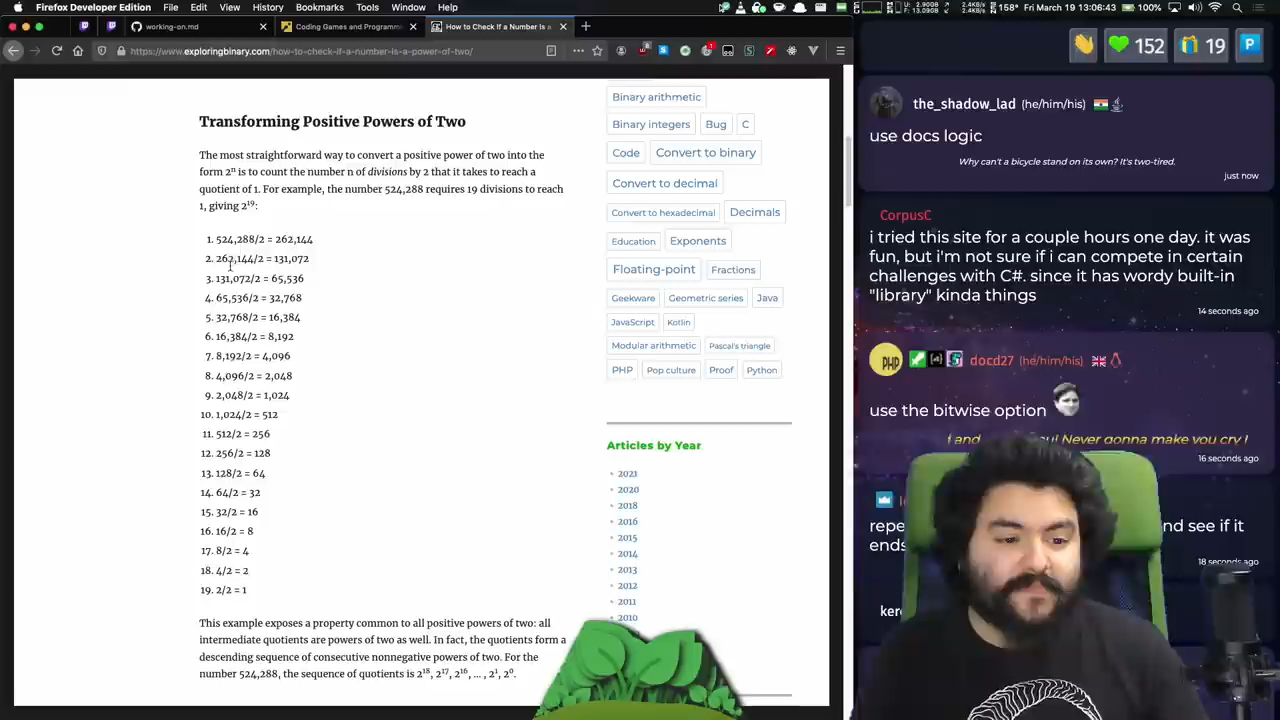 Firefox Developer Edition File Edit View History Bookmarks Tools Window Help
58° Fri Mar 12 13:06:43
working-on.md
Coding Games and Programm
How to Check if a Number Is a
https://www.exploringbinary.com/how-to-check-if-a-number-is-a-power-of-two/
Transforming Positive Powers of Two
The most straightforward way to convert a positive power of two into the
form 2ⁿ is to count the number n of divisions by 2 that it takes to reach a
quotient of 1. For example, the number 524,288 requires 19 divisions to reach
1, giving 2¹⁹:
1. 524,288/2 = 262,144
2. 262,144/2 = 131,072
3. 131,072/2 = 65,536
4. 65,536/2 = 32,768
5. 32,768/2 = 16,384
6. 16,384/2 = 8,192
7. 8,192/2 = 4,096
8. 4,096/2 = 2,048
9. 2,048/2 = 1,024
10. 1,024/2 = 512
11. 512/2 = 256
12. 256/2 = 128
13. 128/2 = 64
14. 64/2 = 32
15. 32/2 = 16
16. 16/2 = 8
17. 8/2 = 4
18. 4/2 = 2
19. 2/2 = 1
This example exposes a property common to all positive powers of two: all
intermediate quotients are powers of two as well. In fact, the quotients form a
descending sequence of consecutive nonnegative powers of two. For the
number 524,288, the sequence of quotients is 2¹⁸, 2¹⁷, 2¹⁶, ... , 2¹, 2⁰.
Binary arithmetic
Binary integers Bug C
Code Convert to binary
Convert to decimal
Convert to hexadecimal Decimals
Education Exponents
Floating-point Fractions
Geekware Geometric series Java
JavaScript Kotlin
Modular arithmetic Pascal's triangle
PHP Pop culture Proof Python
Articles by Year
2021
2020
2018
2016
2015
2014
2013
2012
2011
2010
152 19 P
the_shadow_lad (he/him/his)
use docs logic
Why can't a bicycle stand on its own? It's two-tired.
just now
CorpusC
i tried this site for a couple hours one day. it was
fun, but i'm not sure if i can compete in certain
challenges with C#. since it has wordy built-in
"library" kinda things
14 seconds ago
PHP docd27 (he/him/his)
use the bitwise option
Never gonna make you cry !
16 seconds ago
repe
nd see if it
ends
18 seconds ago